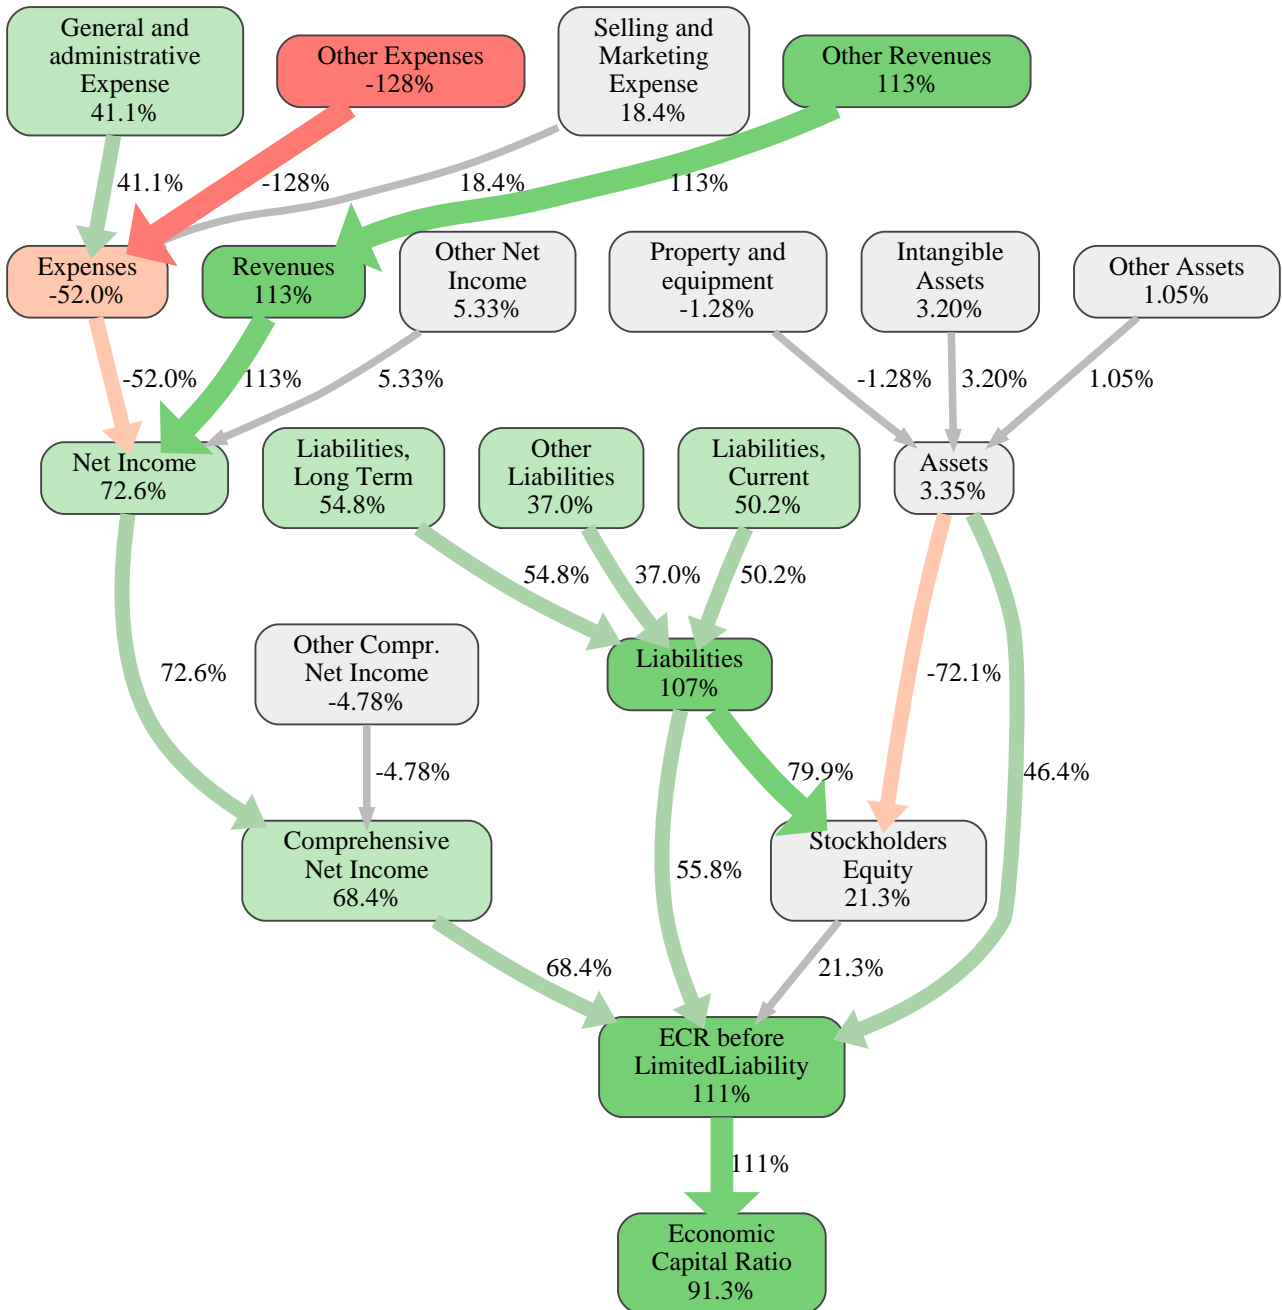 General and
administrative
Expense
41.1%
Other Expenses
-128%
Selling and
Marketing
Expense
18.4%
Other Revenues
113%
41.1%
-128%
18.4%
113%
Expenses
-52.0%
Revenues
113%
Other Net
Income
5.33%
Property and
equipment
-1.28%
Intangible
Assets
3.20%
Other Assets
1.05%
-52.0%
113%
5.33%
-1.28%
3.20%
1.05%
Net Income
72.6%
Liabilities,
Long Term
54.8%
Other
Liabilities
37.0%
Liabilities,
Current
50.2%
Assets
3.35%
54.8%
37.0%
50.2%
72.6%
Other Compr.
Net Income
-4.78%
Liabilities
107%
-72.1%
-4.78%
79.9%
46.4%
Comprehensive
Net Income
68.4%
55.8%
Stockholders
Equity
21.3%
68.4%
21.3%
ECR before
LimitedLiability
111%
111%
Economic
Capital Ratio
91.3%